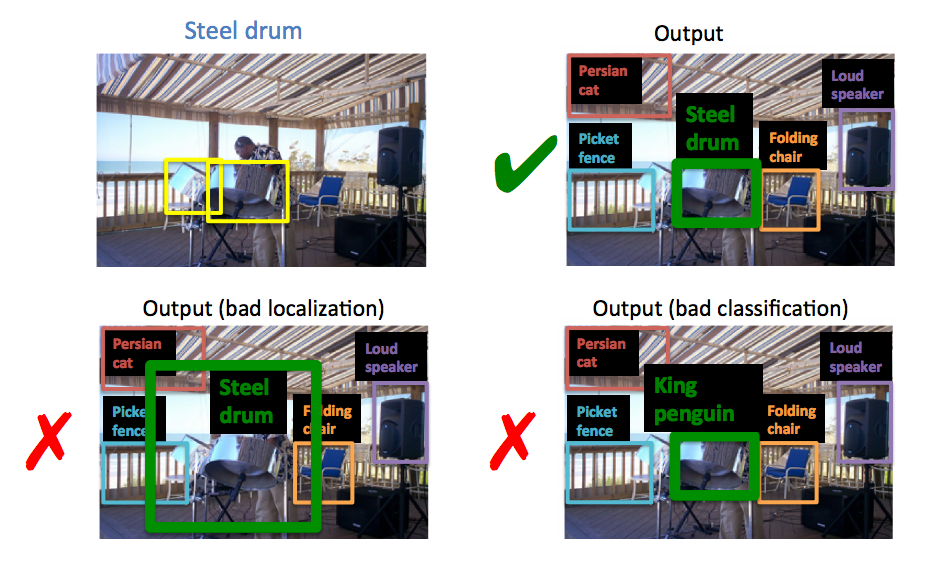 Steel drum
Output
Persian
cat
Loud
speaker
Steel
drum
Picket
fence
Folding
chair
Output (bad localization)
Output (bad classification)
Persian
cat
Loud
speaker
Steel
drum
Picke
fence
Folding
chair
Persian
cat
Loud
speaker
King
penguin
Picket
fence
Folding
chair